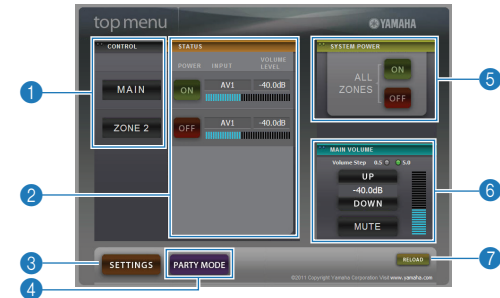 top menu
YAMAHA
CONTROL
MAIN
ZONE 2
STATUS
POWER INPUT VOLUME LEVEL
ON AV1 -40.0dB
OFF AV1 -40.0dB
SYSTEM POWER
ALL ZONES
ON
OFF
MAIN VOLUME
Volume Step 0.5 5.0
UP
-40.0dB
DOWN
MUTE
SETTINGS
PARTY MODE
RELOAD
©2011 Copyright Yamaha Corporation Visit www.yamaha.com
1
2
3
4
5
6
7